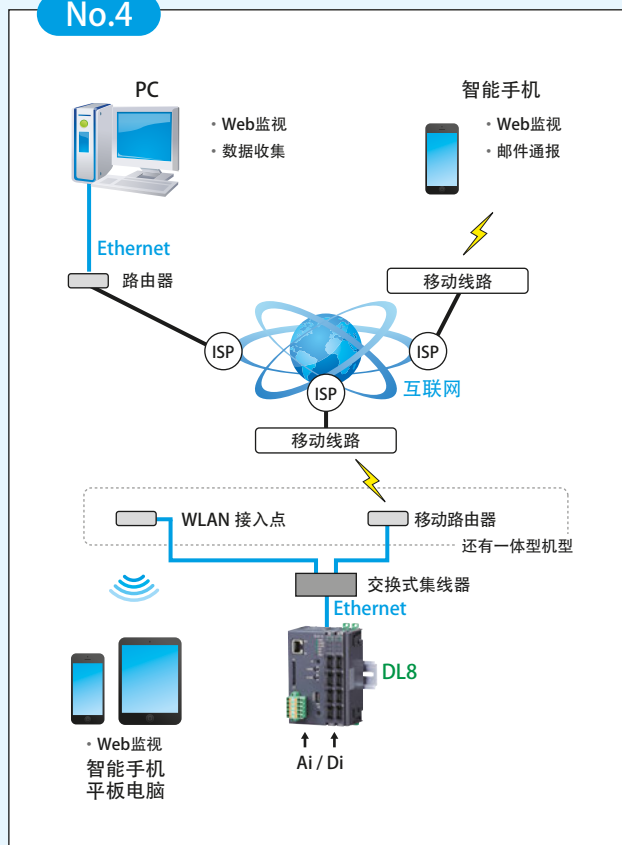 No.4
PC
・Web监视
・数据收集
智能手机
・Web监视
・邮件通报
Ethernet
路由器
移动线路
ISP
ISP
ISP
互联网
移动线路
WLAN 接入点
移动路由器
还有一体型机型
交换式集线器
Ethernet
DL8
・Web监视
智能手机
平板电脑
Ai / Di